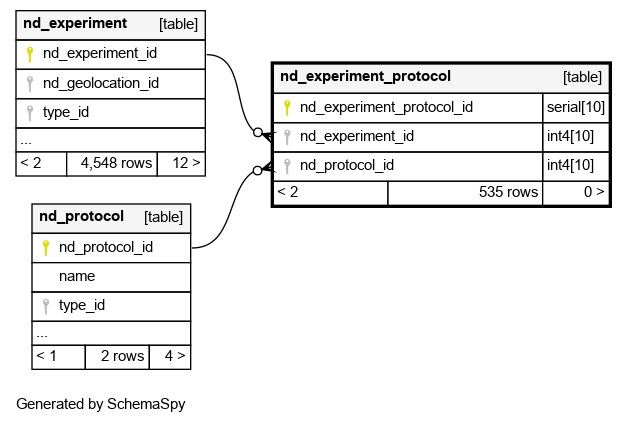 nd_experiment [table]
nd_experiment_id
nd_geolocation_id
type_id
...
< 2 4,548 rows 12 >
nd_experiment_protocol [table]
nd_experiment_protocol_id serial[10]
nd_experiment_id int4[10]
nd_protocol_id int4[10]
< 2 535 rows 0 >
nd_protocol [table]
nd_protocol_id
name
type_id
...
< 1 2 rows 4 >
Generated by SchemaSpy